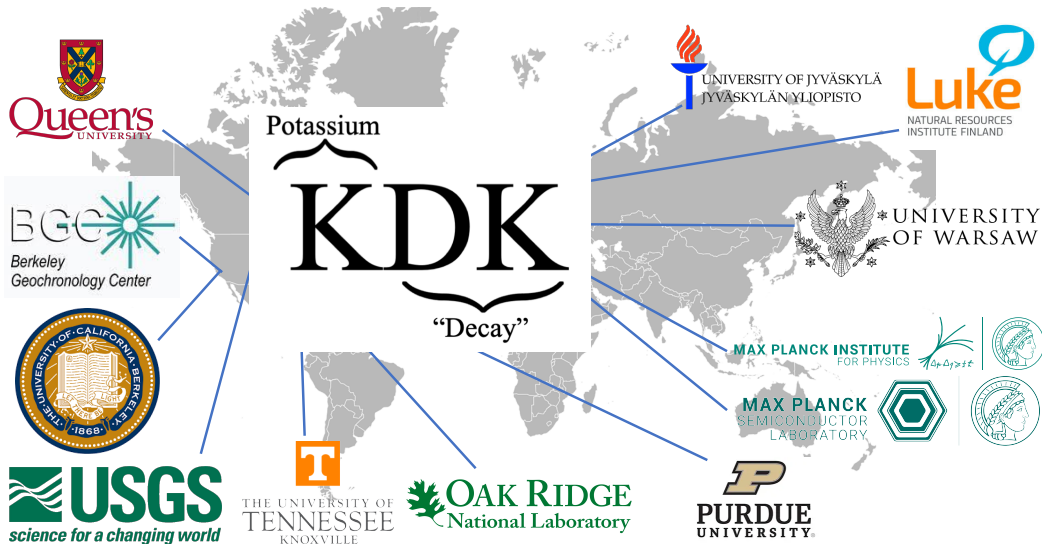 Queen's
UNIVERSITY
BGC
Berkeley
Geochronology Center
THE·UNIVERSITY·OF·CALIFORNIA·BERKELEY
·1868·
USGS
science for a changing world
Potassium
KDK
“Decay”
T
THE UNIVERSITY OF
TENNESSEE
KNOXVILLE
OAK RIDGE
National Laboratory
P
PURDUE
UNIVERSITY®
UNIVERSITY OF JYVÄSKYLÄ
JYVÄSKYLÄN YLIOPISTO
Luke
NATURAL RESOURCES
INSTITUTE FINLAND
UNIVERSITY
OF WARSAW
MAX PLANCK INSTITUTE
FOR PHYSICS
MAX PLANCK
SEMICONDUCTOR
LABORATORY